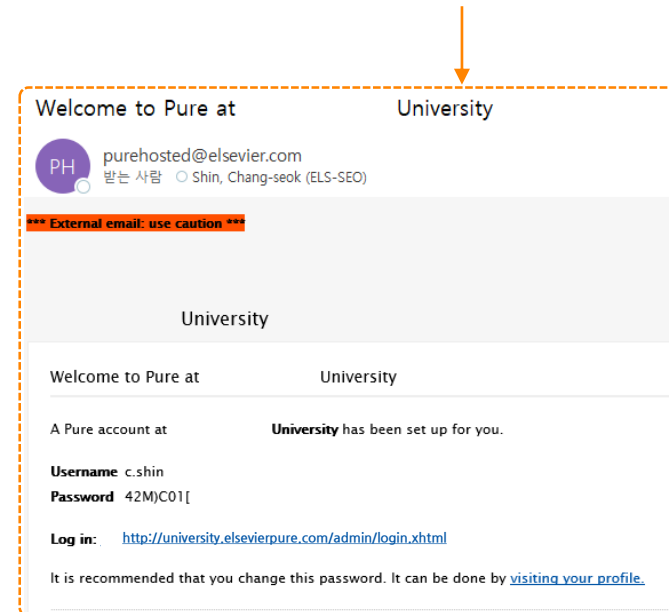 Welcome to Pure at University
PH
purehosted@elsevier.com
받는 사람 Shin, Chang-seok (ELS-SEO)
*** External email: use caution ***
University
Welcome to Pure at University
A Pure account at University has been set up for you.
Username c.shin
Password 42M)C01[
Log in: http://university.elsevierpure.com/admin/login.xhtml
It is recommended that you change this password. It can be done by visiting your profile.